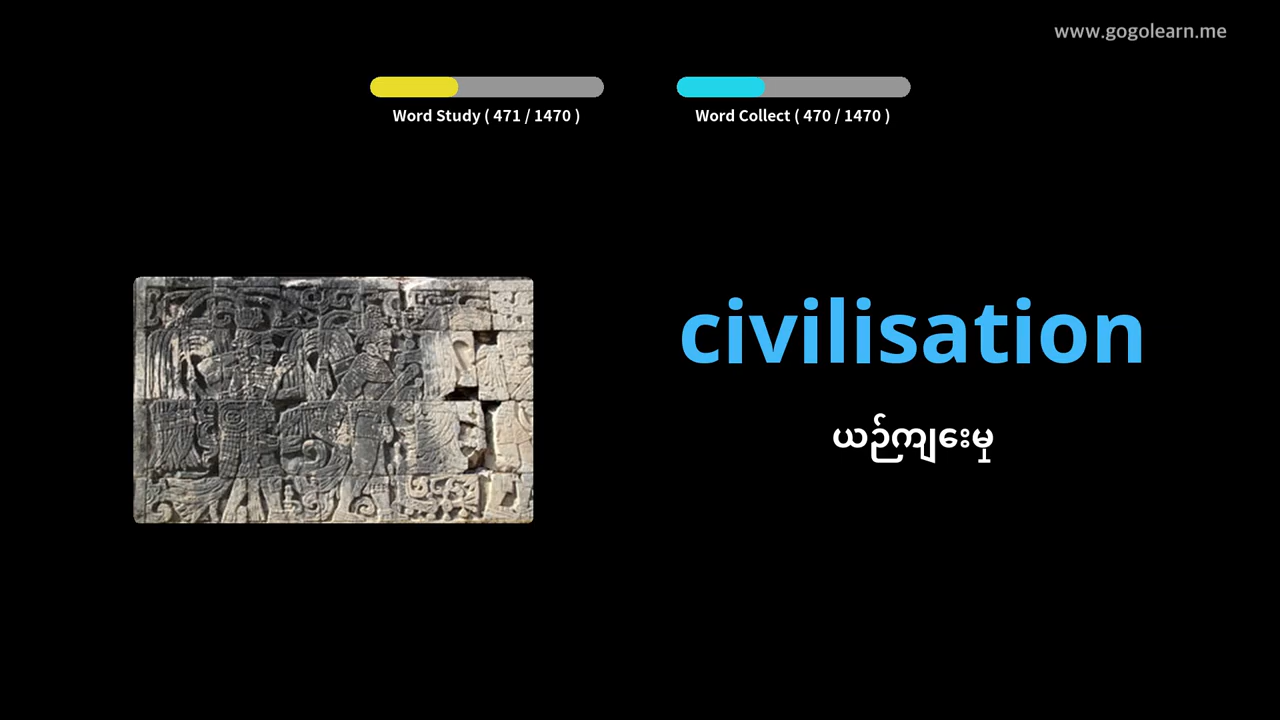 www.gogolearn.me
Word Study ( 471 / 1470 )
Word Collect ( 470 / 1470 )
civilisation
ယဉ်ကျေးမှု